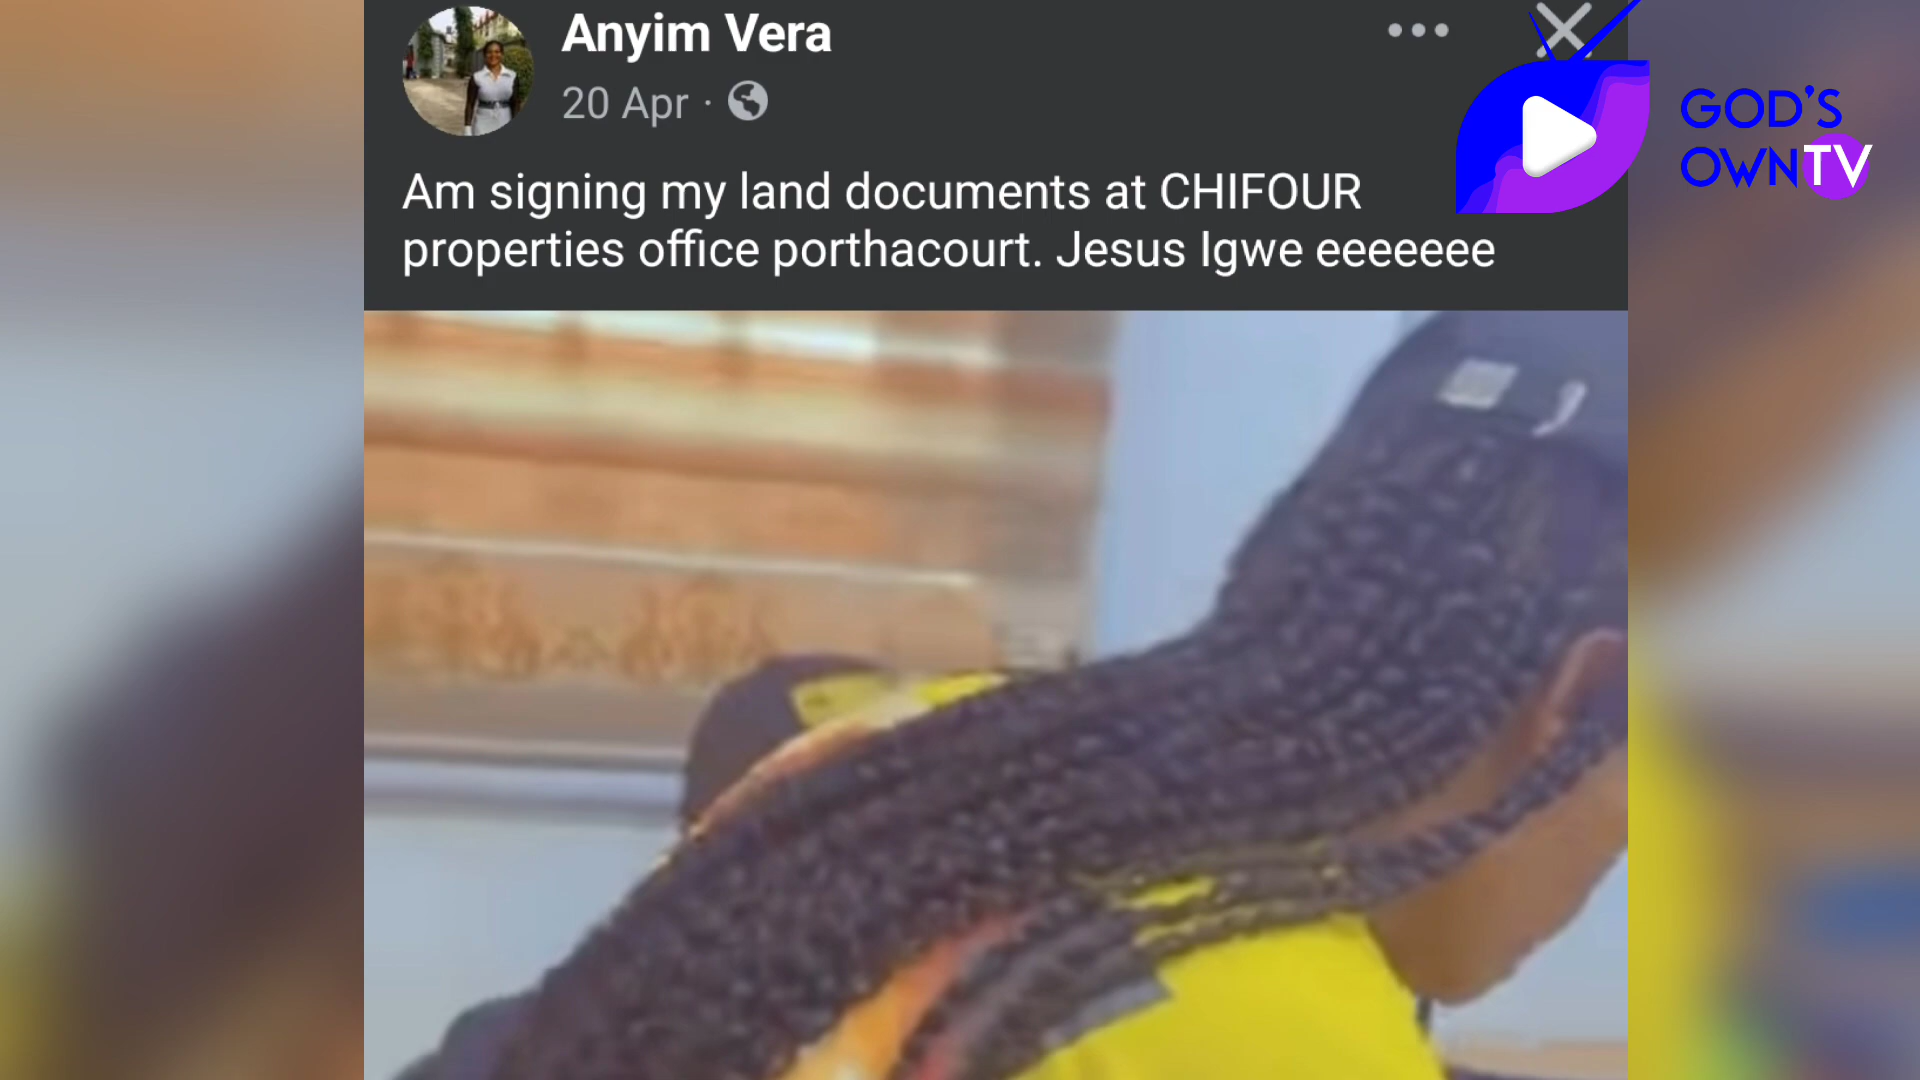 Anyim Vera
20 Apr ·
Am signing my land documents at CHIFOUR
properties office porthacourt. Jesus Igwe eeeeeee
GOD'S
OWNTV